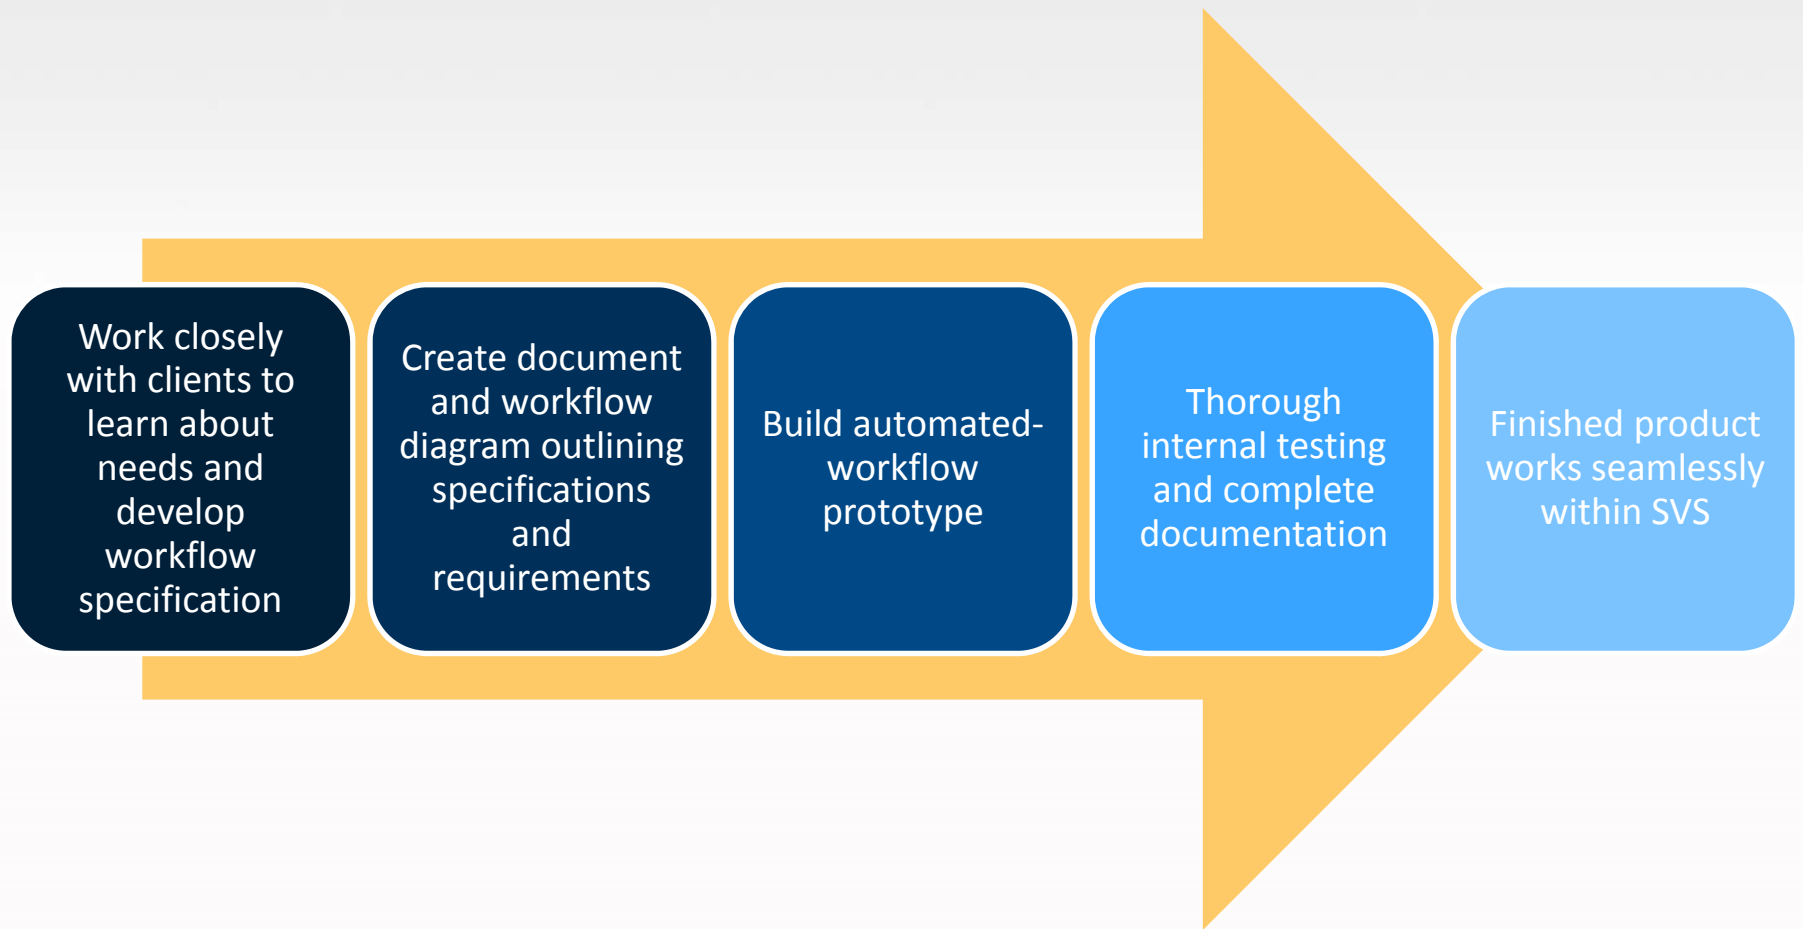 Work closely
with clients to
learn about
needs and
develop
workflow
specification
Create document
and workflow
diagram outlining
specifications
and
requirements
Build automated-
workflow
prototype
Thorough
internal testing
and complete
documentation
Finished product
works seamlessly
within SVS